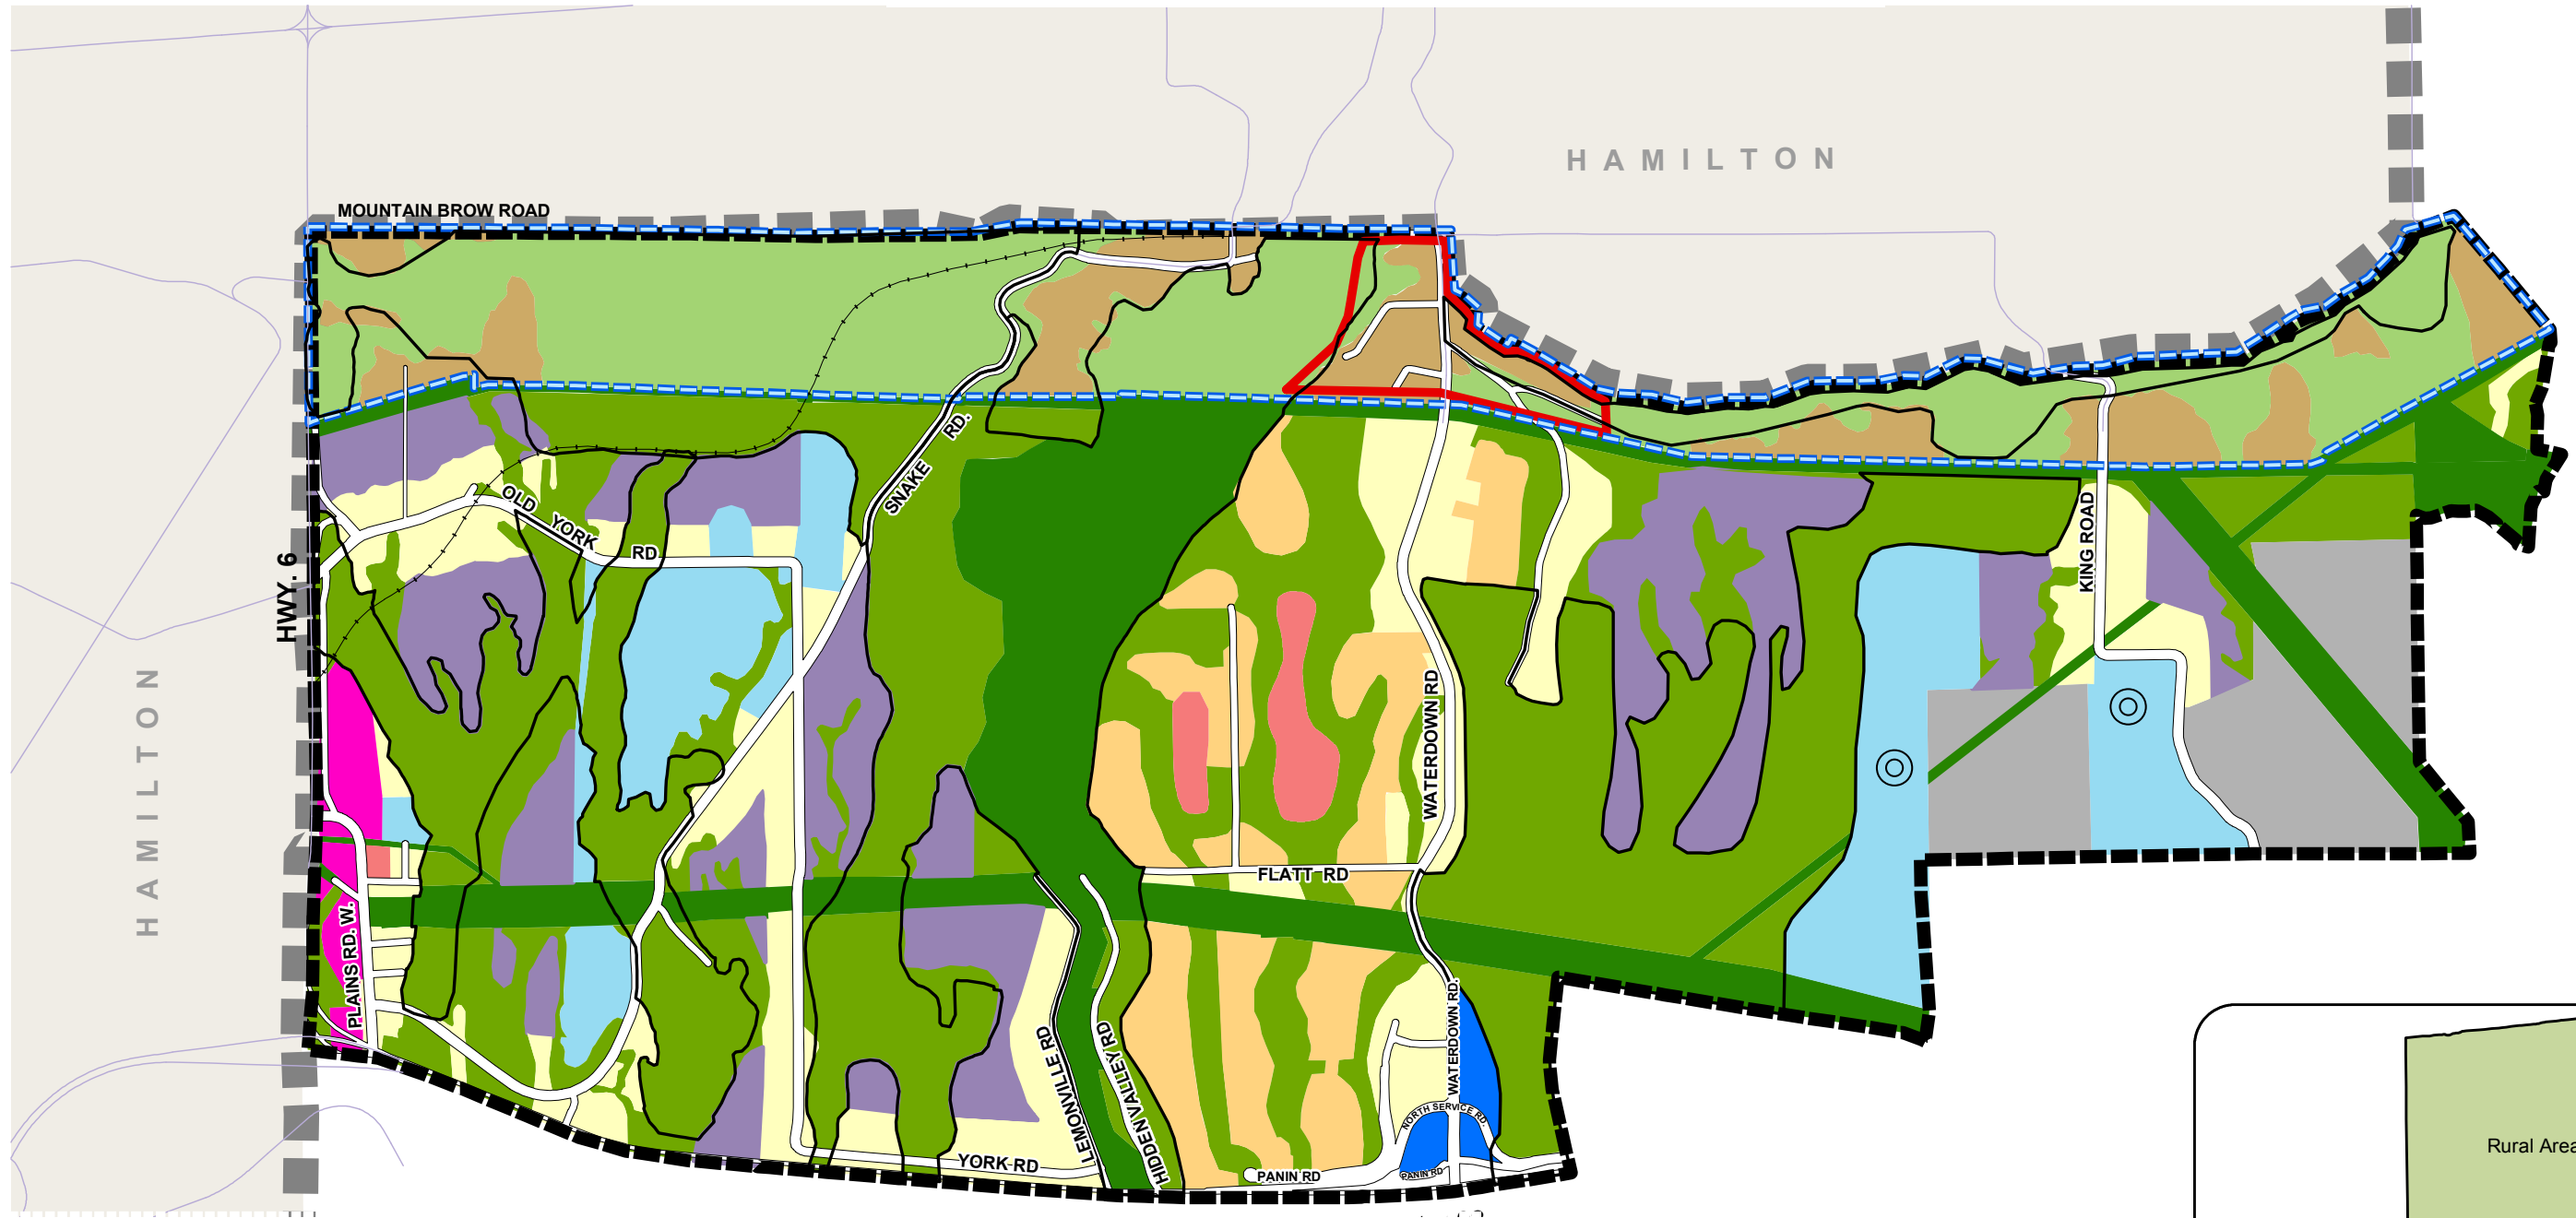 HAMILTON
MOUNTAIN BROW ROAD
SNAKE RD.
OLD YORK RD
HWY. 6
KING ROAD
HAMILTON
WATERDOWN RD
FLATT RD
PLAINS RD. W.
WATERDOWN RD.
LEMONVILLE RD
HIDDEN VALLEY RD
NORTH SERVICE RD.
YORK RD
PANIN RD
PANIN RD
Rural Area